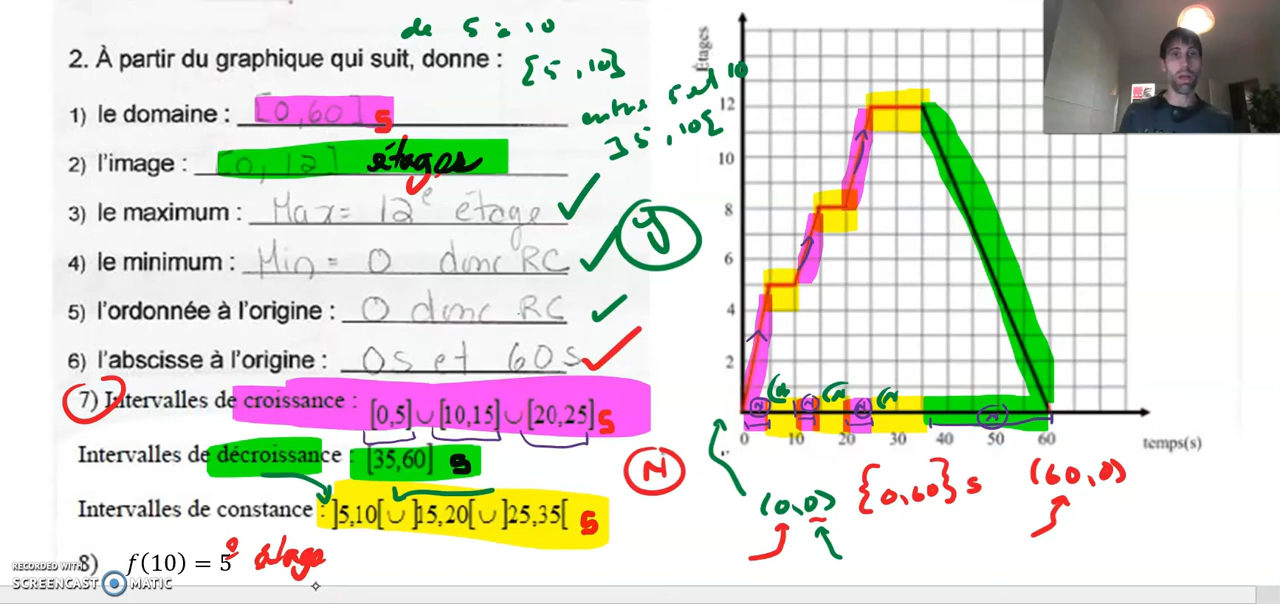 de 5 à 10
2. À partir du graphique qui suit, donne :
{5,10}
1) le domaine : [0,60] s
entre 5 et 10
]5,10[
2) l'image : [0,12] étages
3) le maximum : Max = 12e étage
4) le minimum : Min = 0 donc RC
5) l'ordonnée à l'origine : 0 donc RC
6) l'abscisse à l'origine : 0s et 60s
7) Intervalles de croissance : [0,5]∪[10,15]∪[20,25] s
Intervalles de décroissance : [35,60] s
Intervalles de constance : ]5,10[∪]15,20[∪]25,35[ s
8) f(10) = 5e étage
y
N
Étages
12
10
8
6
4
2
0 10 20 30 40 50 60
temps(s)
(0,0)
{0,60} s
(60,0)
RECORDED WITH
SCREENCAST MATIC